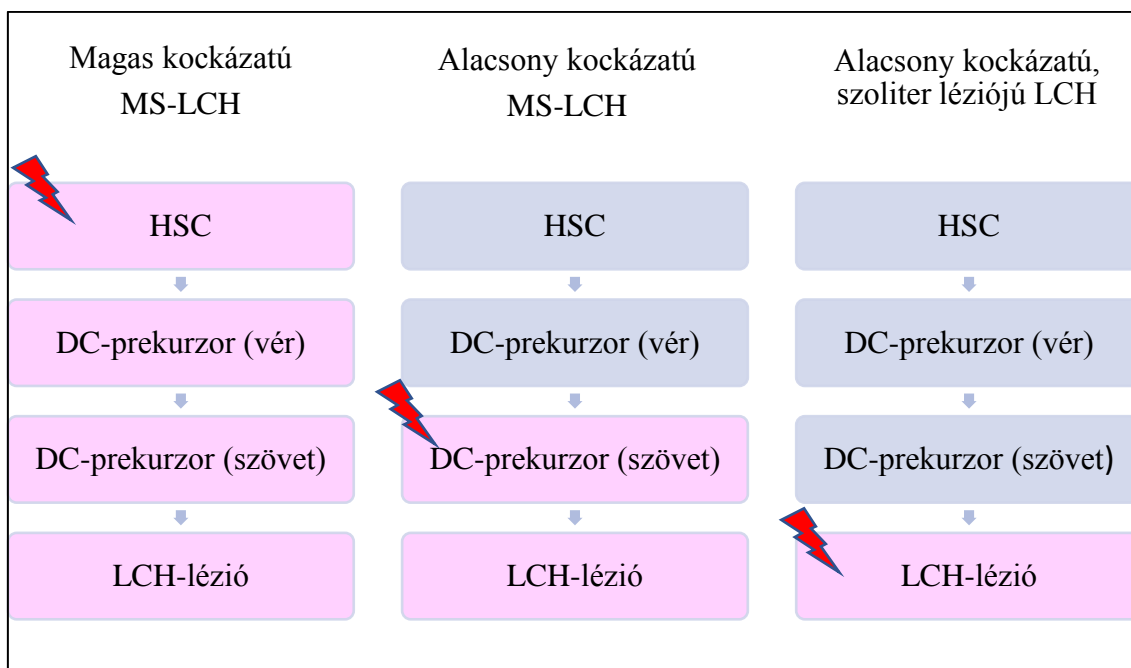 Magas kockázatú
MS-LCH
HSC
DC-prekurzor (vér)
DC-prekurzor (szövet)
LCH-lézió
Alacsony kockázatú
MS-LCH
HSC
DC-prekurzor (vér)
DC-prekurzor (szövet)
LCH-lézió
Alacsony kockázatú,
szoliter léziójú LCH
HSC
DC-prekurzor (vér)
DC-prekurzor (szövet)
LCH-lézió